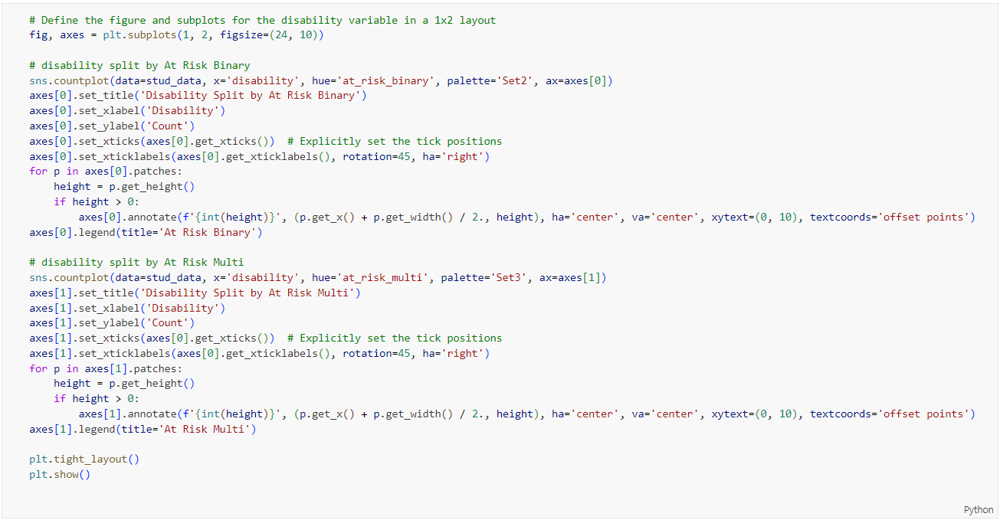 # Define the figure and subplots for the disability variable in a 1x2 layout
fig, axes = plt.subplots(1, 2, figsize=(24, 10))

# disability split by At Risk Binary
sns.countplot(data=stud_data, x='disability', hue='at_risk_binary', palette='Set2', ax=axes[0])
axes[0].set_title('Disability Split by At Risk Binary')
axes[0].set_xlabel('Disability')
axes[0].set_ylabel('Count')
axes[0].set_xticks(axes[0].get_xticks())  # Explicitly set the tick positions
axes[0].set_xticklabels(axes[0].get_xticklabels(), rotation=45, ha='right')
for p in axes[0].patches:
    height = p.get_height()
    if height > 0:
        axes[0].annotate(f'{int(height)}', (p.get_x() + p.get_width() / 2., height), ha='center', va='center', xytext=(0, 10), textcoords='offset points')
axes[0].legend(title='At Risk Binary')

# disability split by At Risk Multi
sns.countplot(data=stud_data, x='disability', hue='at_risk_multi', palette='Set3', ax=axes[1])
axes[1].set_title('Disability Split by At Risk Multi')
axes[1].set_xlabel('Disability')
axes[1].set_ylabel('Count')
axes[1].set_xticks(axes[0].get_xticks())  # Explicitly set the tick positions
axes[1].set_xticklabels(axes[0].get_xticklabels(), rotation=45, ha='right')
for p in axes[1].patches:
    height = p.get_height()
    if height > 0:
        axes[1].annotate(f'{int(height)}', (p.get_x() + p.get_width() / 2., height), ha='center', va='center', xytext=(0, 10), textcoords='offset points')
axes[1].legend(title='At Risk Multi')

plt.tight_layout()
plt.show()
Python